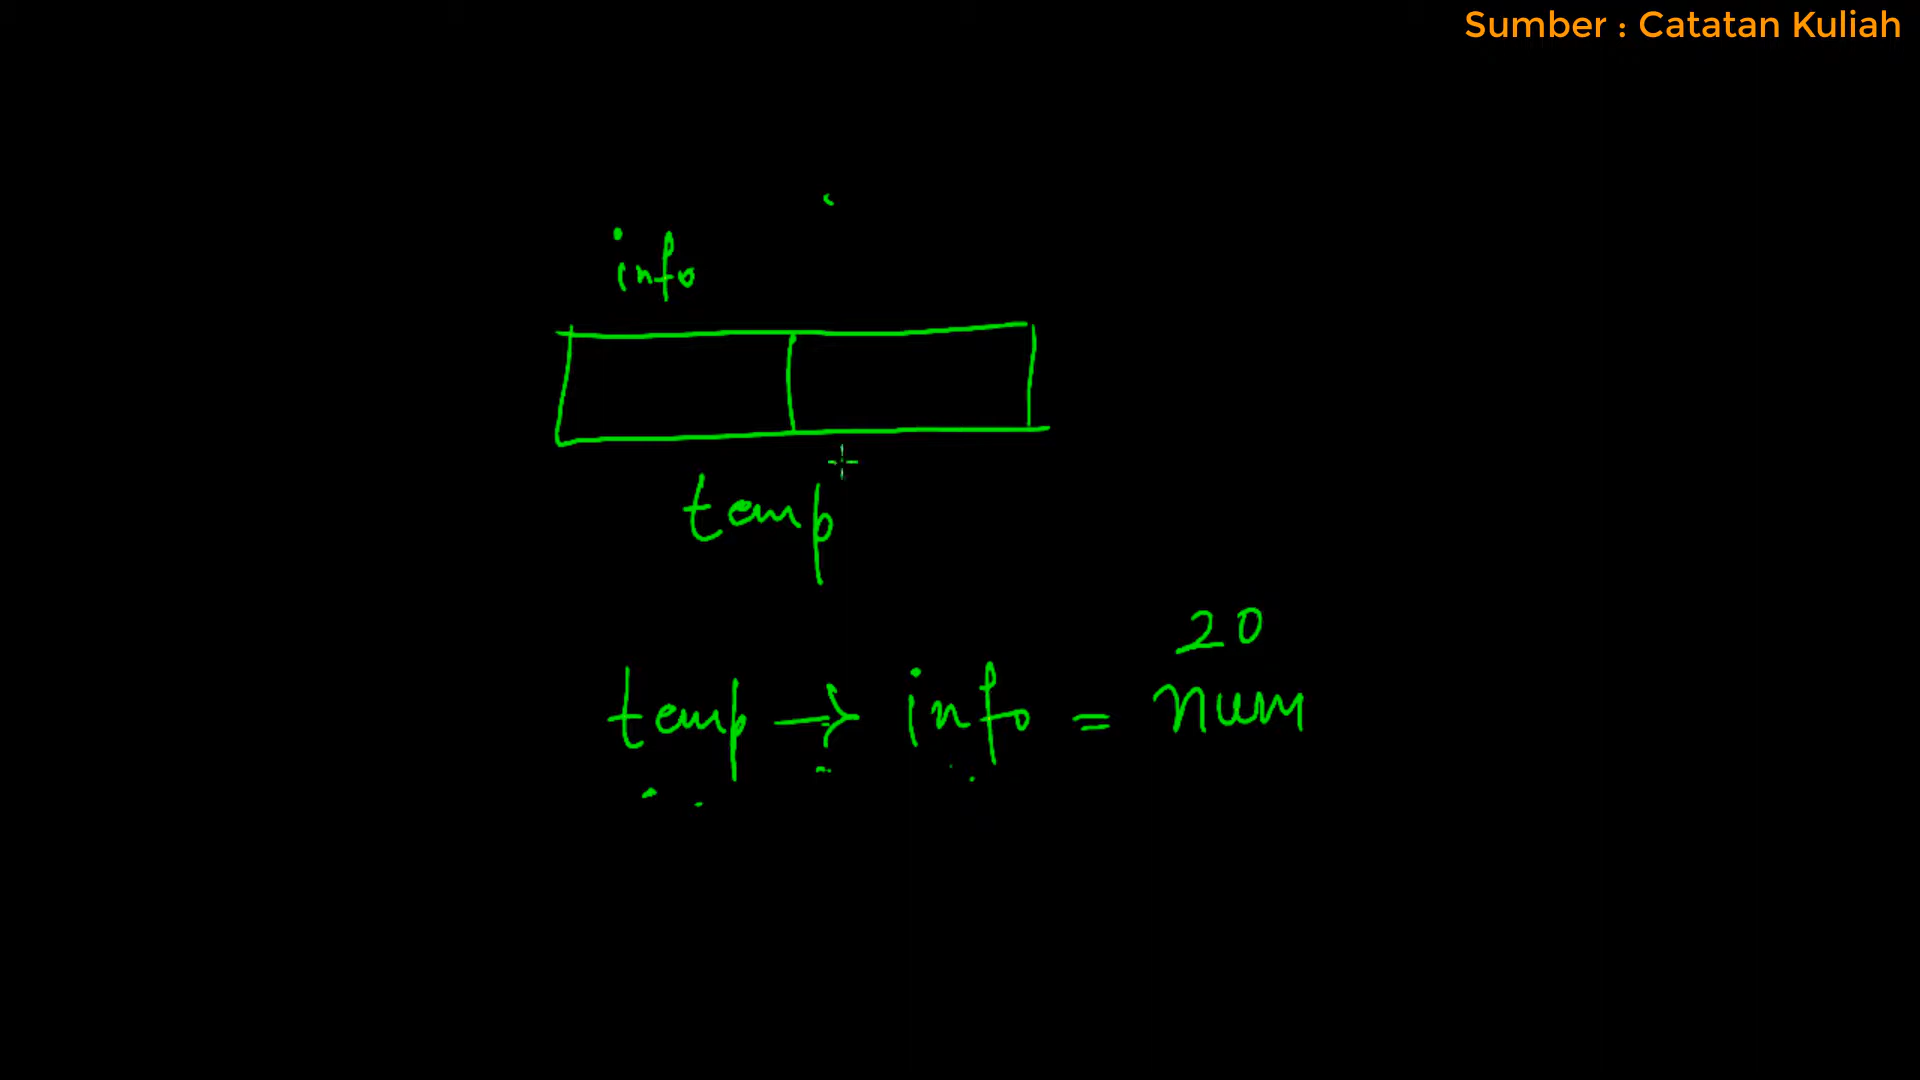 Sumber : Catatan Kuliah
info
temp
20
temp → info = num